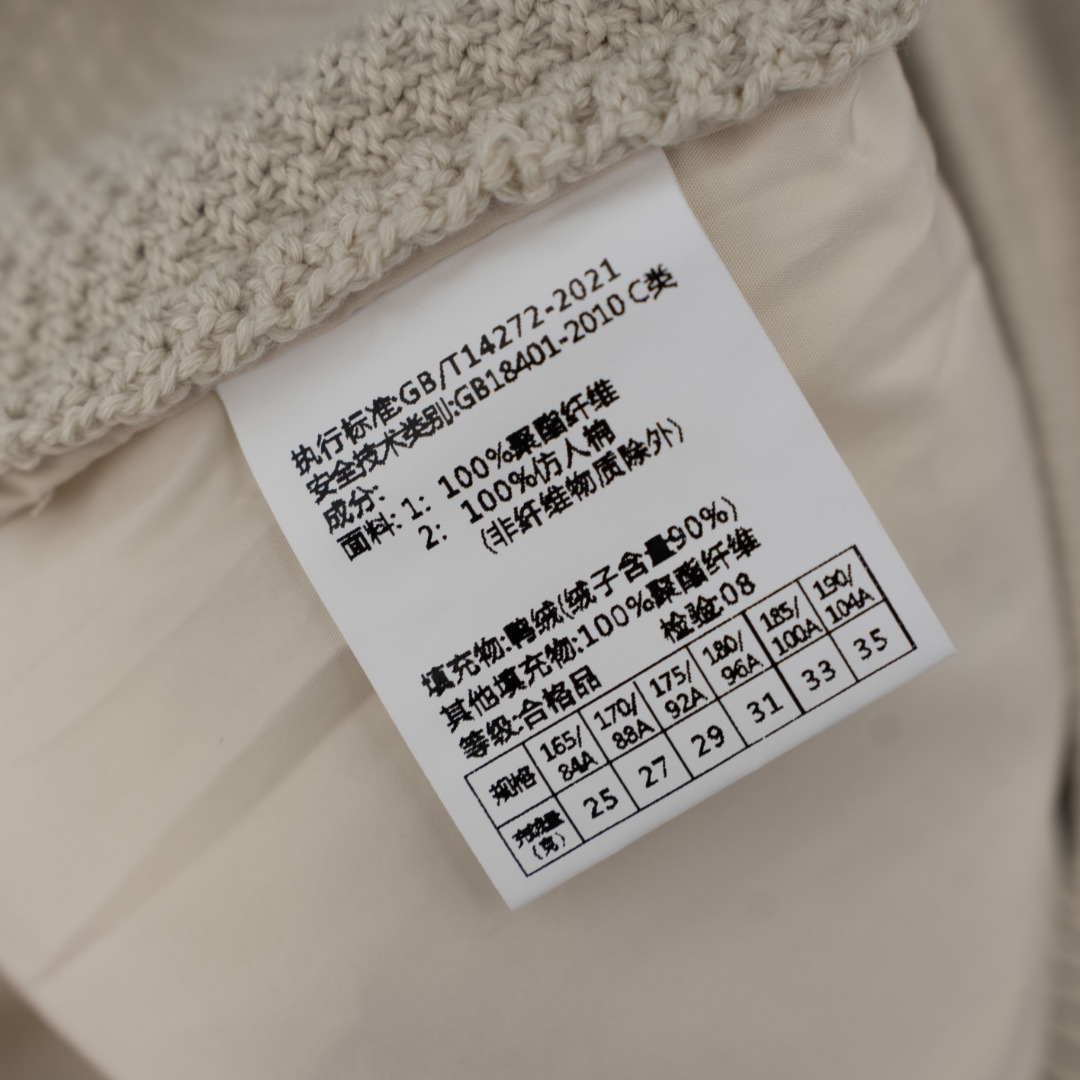 执行标准:GB/T14272-2021
安全技术类别:GB18401-2010 C类
成分:
面料: 1: 100%聚酯纤维
2: 100%仿人棉
(非纤维物质除外)
填充物:鸭绒(绒子含量90%)
其他填充物:100%聚酯纤维
等级:合格品 检验:08
规格 165/84A 170/88A 175/92A 180/96A 185/100A 190/104A
充绒量(克) 25 27 29 31 33 35